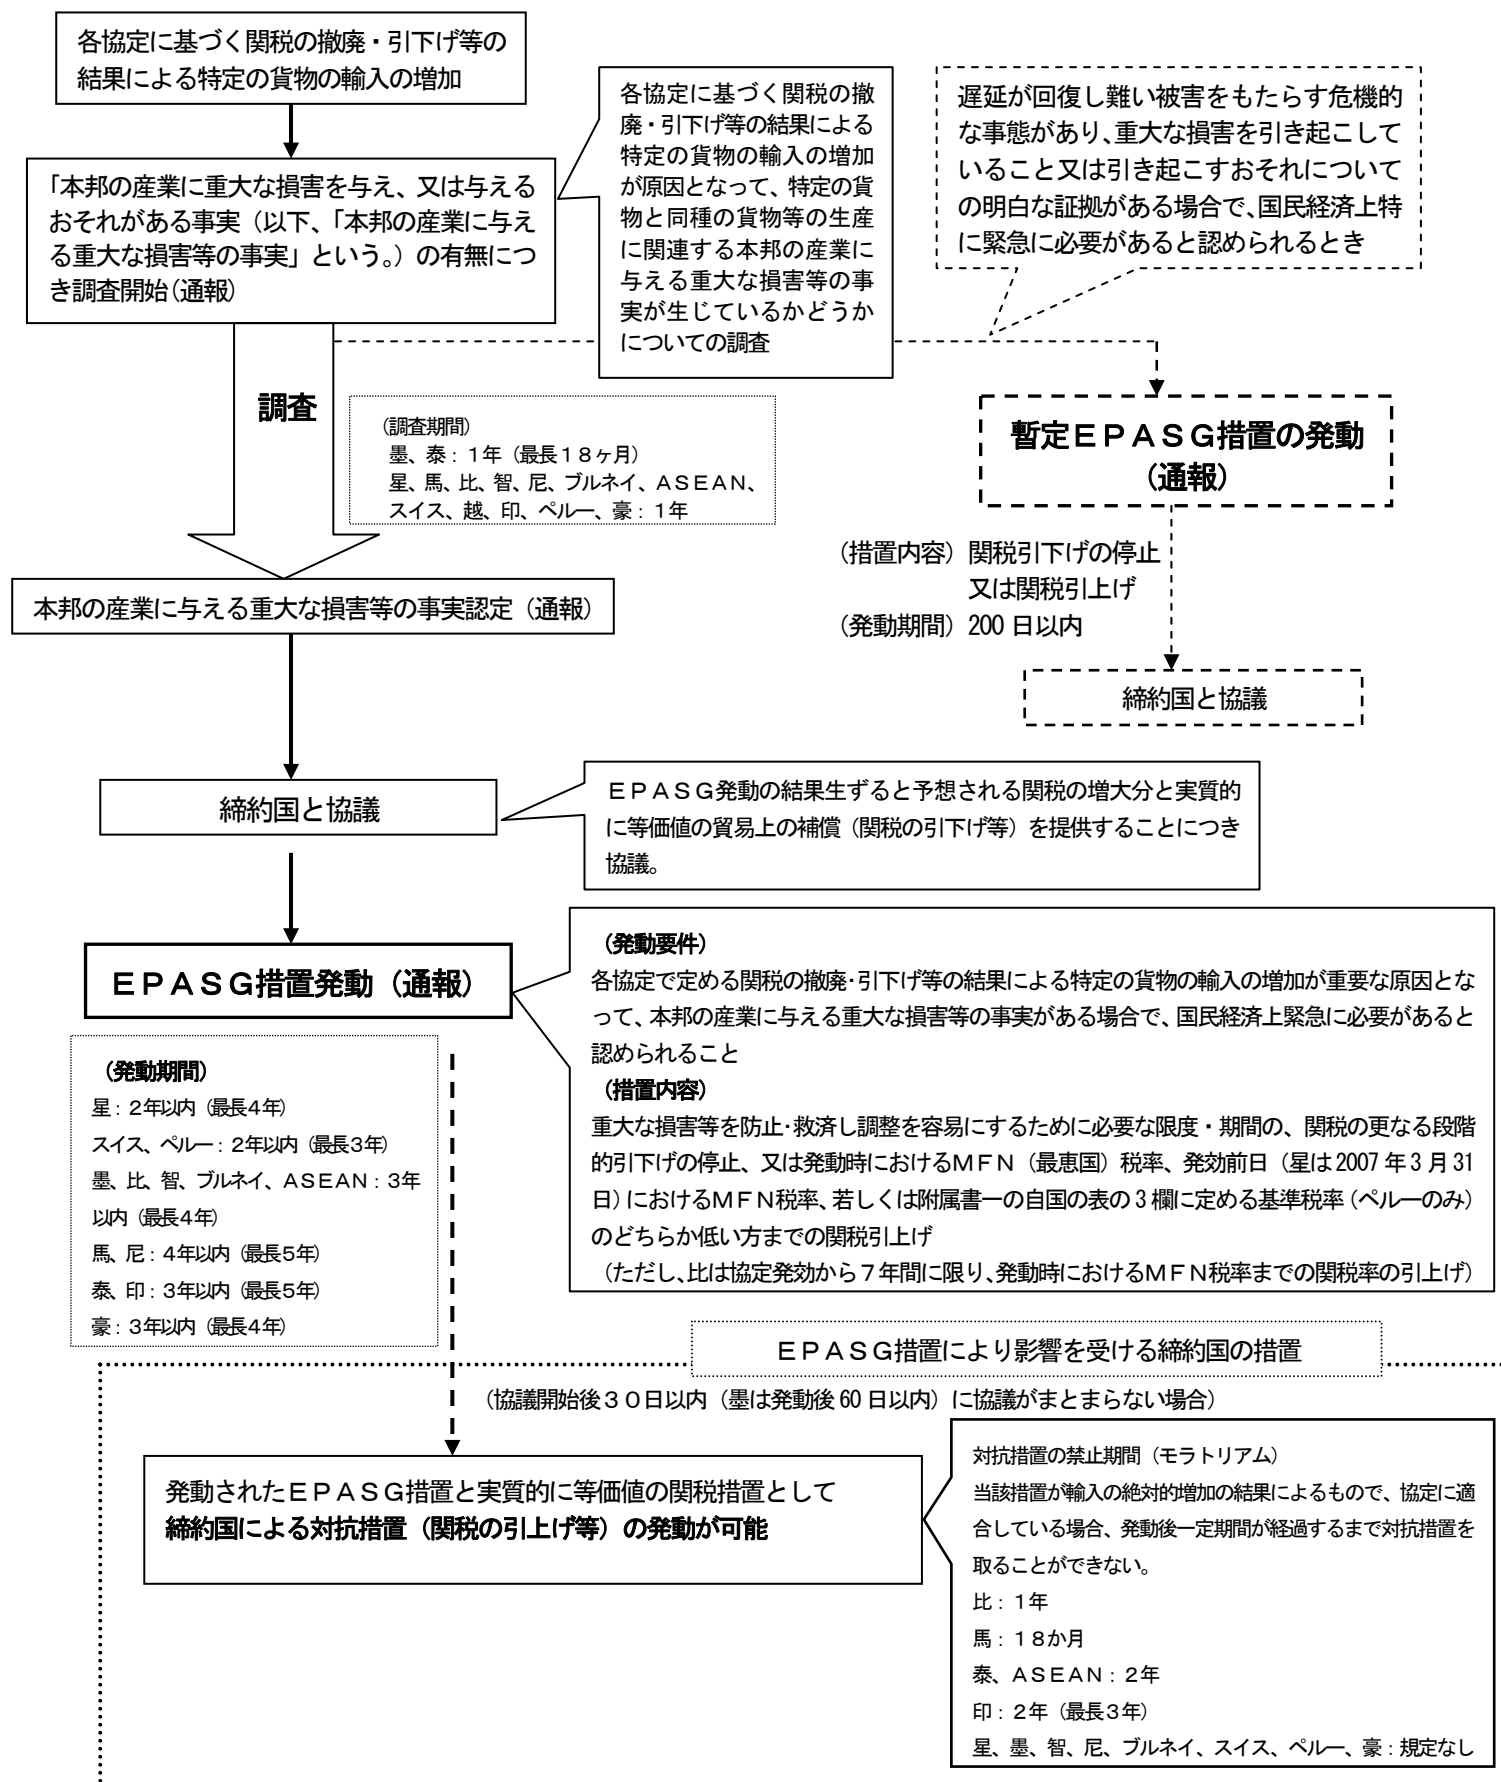 各協定に基づく関税の撤廃・引下げ等の
結果による特定の貨物の輸入の増加
各協定に基づく関税の撤
廃・引下げ等の結果による
特定の貨物の輸入の増加
が原因となって、特定の貨
物と同種の貨物等の生産
に関連する本邦の産業に
与える重大な損害等の事
実が生じているかどうか
についての調査
遅延が回復し難い被害をもたらす危機的
な事態があり、重大な損害を引き起こして
いること又は引き起こすおそれについて
の明白な証拠がある場合で、国民経済上特
に緊急に必要があると認められるとき
「本邦の産業に重大な損害を与え、又は与える
おそれがある事実（以下、「本邦の産業に与え
る重大な損害等の事実」という。）の有無につ
き調査開始（通報）
調査
（調査期間）
墨、泰：１年（最長１８ヶ月）
星、馬、比、智、尼、ブルネイ、ＡＳＥＡＮ、
スイス、越、印、ペルー、豪：１年
暫定ＥＰＡＳＧ措置の発動
（通報）
（措置内容）関税引下げの停止
又は関税引上げ
（発動期間）200 日以内
締約国と協議
本邦の産業に与える重大な損害等の事実認定（通報）
締約国と協議
ＥＰＡＳＧ発動の結果生ずると予想される関税の増大分と実質的
に等価値の貿易上の補償（関税の引下げ等）を提供することにつき
協議。
ＥＰＡＳＧ措置発動（通報）
（発動要件）
各協定で定める関税の撤廃・引下げ等の結果による特定の貨物の輸入の増加が重要な原因とな
って、本邦の産業に与える重大な損害等の事実がある場合で、国民経済上緊急に必要があると
認められること
（措置内容）
重大な損害等を防止・救済し調整を容易にするために必要な限度・期間の、関税の更なる段階
的引下げの停止、又は発動時におけるＭＦＮ（最恵国）税率、発効前日（星は 2007 年 3 月 31
日）におけるＭＦＮ税率、若しくは附属書一の自国の表の 3 欄に定める基準税率（ペルーのみ）
のどちらか低い方までの関税引上げ
（ただし、比は協定発効から７年間に限り、発動時におけるＭＦＮ税率までの関税率の引上げ）
（発動期間）
星：２年以内（最長４年）
スイス、ペルー：２年以内（最長３年）
墨、比、智、ブルネイ、ＡＳＥＡＮ：３年
以内（最長４年）
馬、尼：４年以内（最長５年）
泰、印：３年以内（最長５年）
豪：３年以内（最長４年）
ＥＰＡＳＧ措置により影響を受ける締約国の措置
（協議開始後３０日以内（墨は発動後 60 日以内）に協議がまとまらない場合）
発動されたＥＰＡＳＧ措置と実質的に等価値の関税措置として
締約国による対抗措置（関税の引上げ等）の発動が可能
対抗措置の禁止期間（モラトリアム）
当該措置が輸入の絶対的増加の結果によるもので、協定に適
合している場合、発動後一定期間が経過するまで対抗措置を
取ることができない。
比：１年
馬：１８か月
泰、ＡＳＥＡＮ：２年
印：２年（最長３年）
星、墨、智、尼、ブルネイ、スイス、ペルー、豪：規定なし